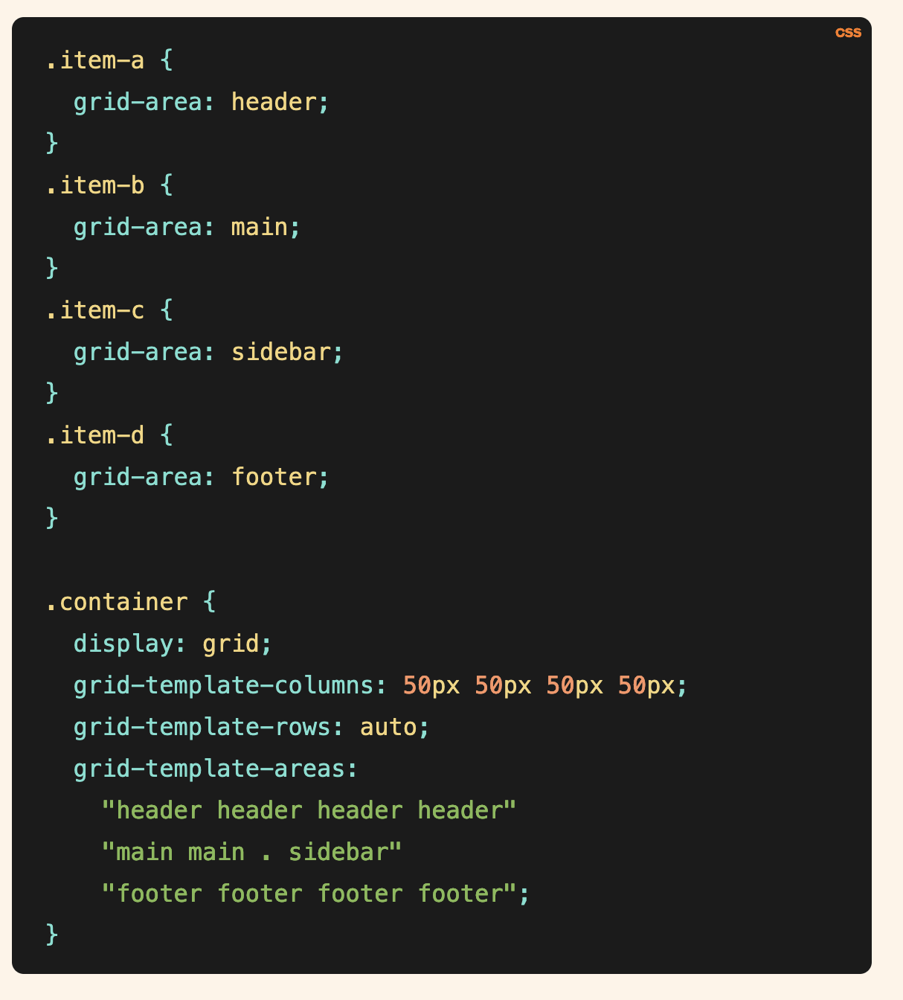 css
.item-a {
  grid-area: header;
}
.item-b {
  grid-area: main;
}
.item-c {
  grid-area: sidebar;
}
.item-d {
  grid-area: footer;
}

.container {
  display: grid;
  grid-template-columns: 50px 50px 50px 50px;
  grid-template-rows: auto;
  grid-template-areas:
    "header header header header"
    "main main . sidebar"
    "footer footer footer footer";
}